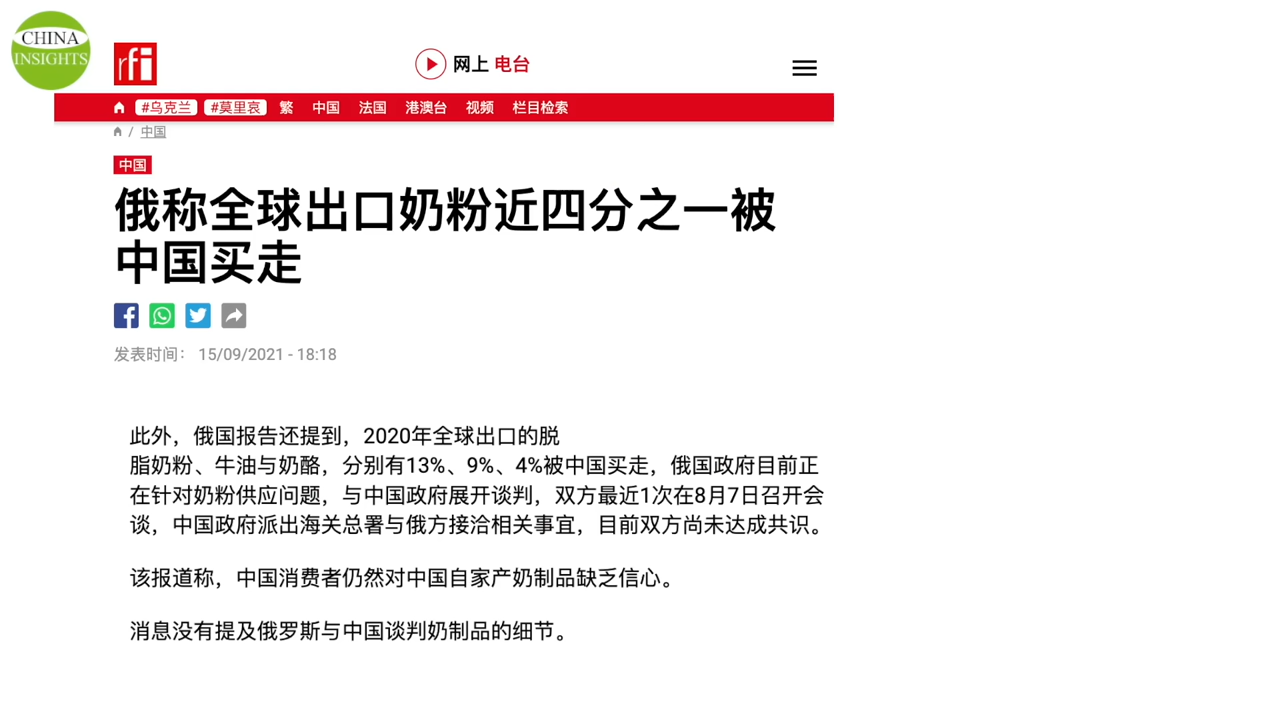 CHINA
INSIGHTS
rfi
网上 电台
#乌克兰 #莫里哀 繁 中国 法国 港澳台 视频 栏目检索
/ 中国
中国
俄称全球出口奶粉近四分之一被
中国买走
发表时间： 15/09/2021 - 18:18
此外，俄国报告还提到，2020年全球出口的脱
脂奶粉、牛油与奶酪，分别有13%、9%、4%被中国买走，俄国政府目前正
在针对奶粉供应问题，与中国政府展开谈判，双方最近1次在8月7日召开会
谈，中国政府派出海关总署与俄方接洽相关事宜，目前双方尚未达成共识。
该报道称，中国消费者仍然对中国自家产奶制品缺乏信心。
消息没有提及俄罗斯与中国谈判奶制品的细节。